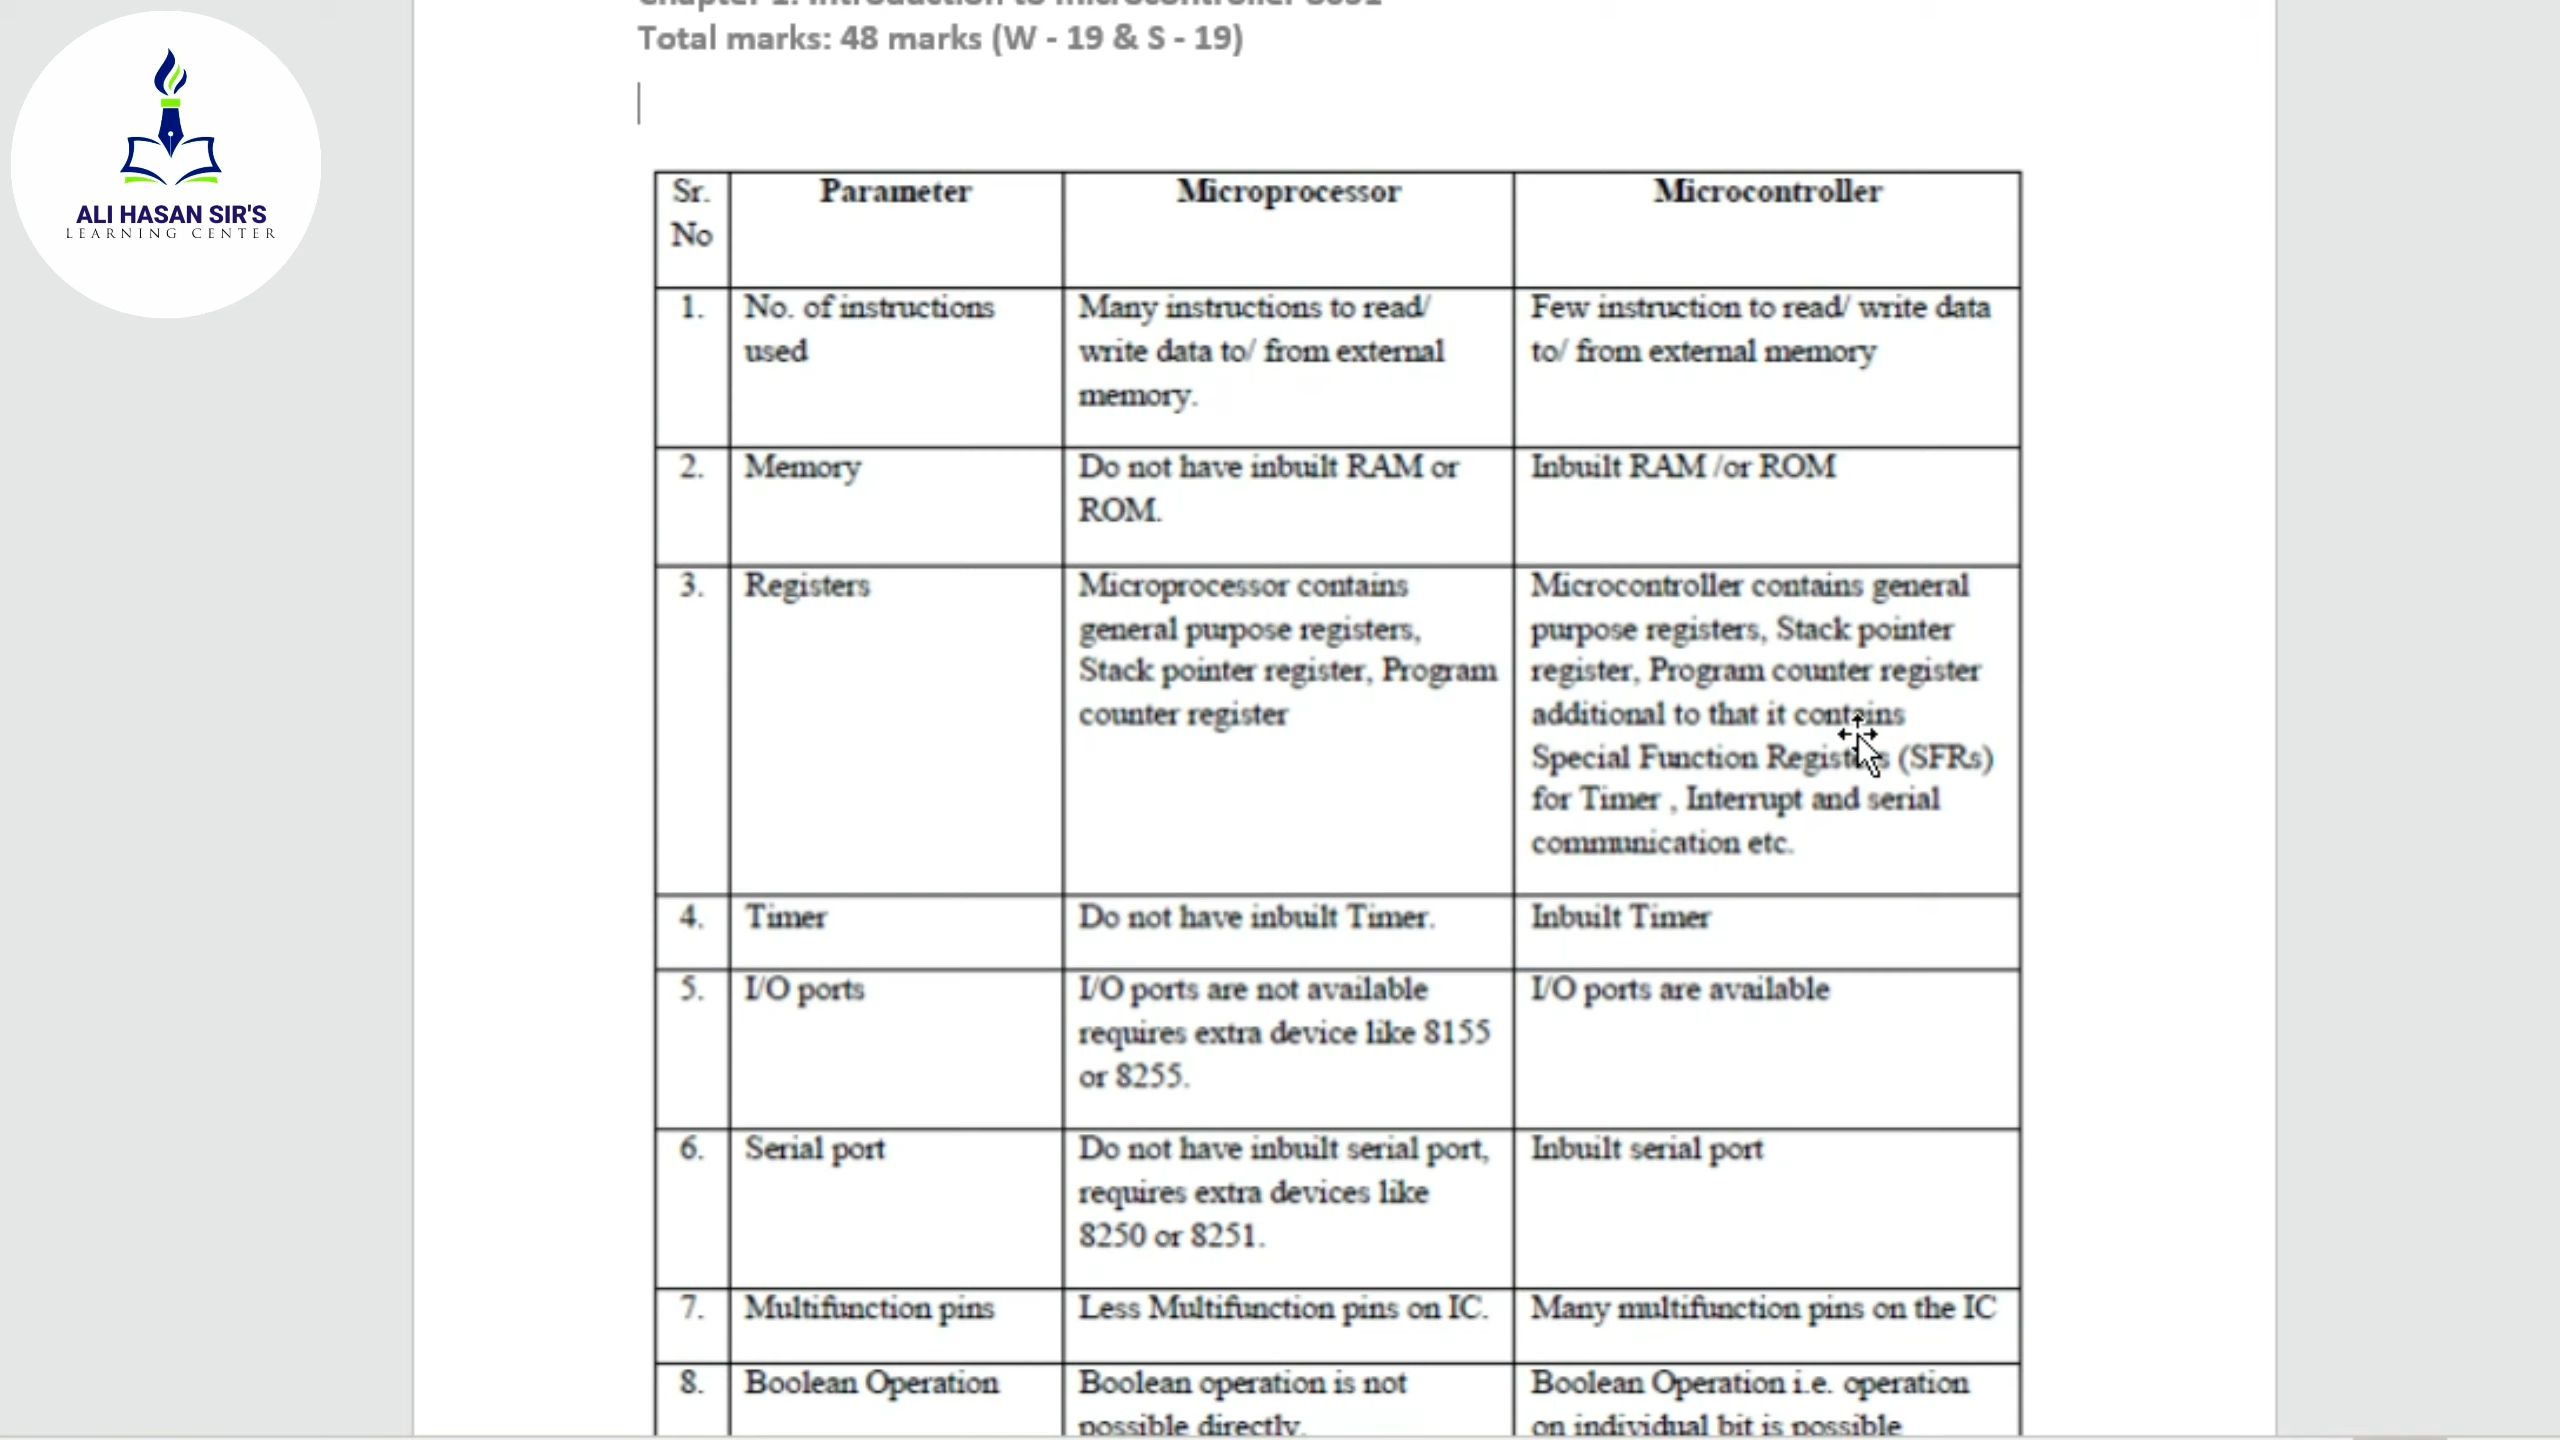 Chapter 1: Introduction to microcontroller 8051
Total marks: 48 marks (W - 19 & S - 19)
ALI HASAN SIR'S
LEARNING CENTER
Sr. No
Parameter
Microprocessor
Microcontroller
1.
No. of instructions
used
Many instructions to read/
write data to/ from external
memory.
Few instruction to read/ write data
to/ from external memory
2.
Memory
Do not have inbuilt RAM or
ROM.
Inbuilt RAM /or ROM
3.
Registers
Microprocessor contains
general purpose registers,
Stack pointer register, Program
counter register
Microcontroller contains general
purpose registers, Stack pointer
register, Program counter register
additional to that it contains
Special Function Registers (SFRs)
for Timer , Interrupt and serial
communication etc.
4.
Timer
Do not have inbuilt Timer.
Inbuilt Timer
5.
I/O ports
I/O ports are not available
requires extra device like 8155
or 8255.
I/O ports are available
6.
Serial port
Do not have inbuilt serial port,
requires extra devices like
8250 or 8251.
Inbuilt serial port
7.
Multifunction pins
Less Multifunction pins on IC.
Many multifunction pins on the IC
8.
Boolean Operation
Boolean operation is not
possible directly.
Boolean Operation i.e. operation
on individual bit is possible